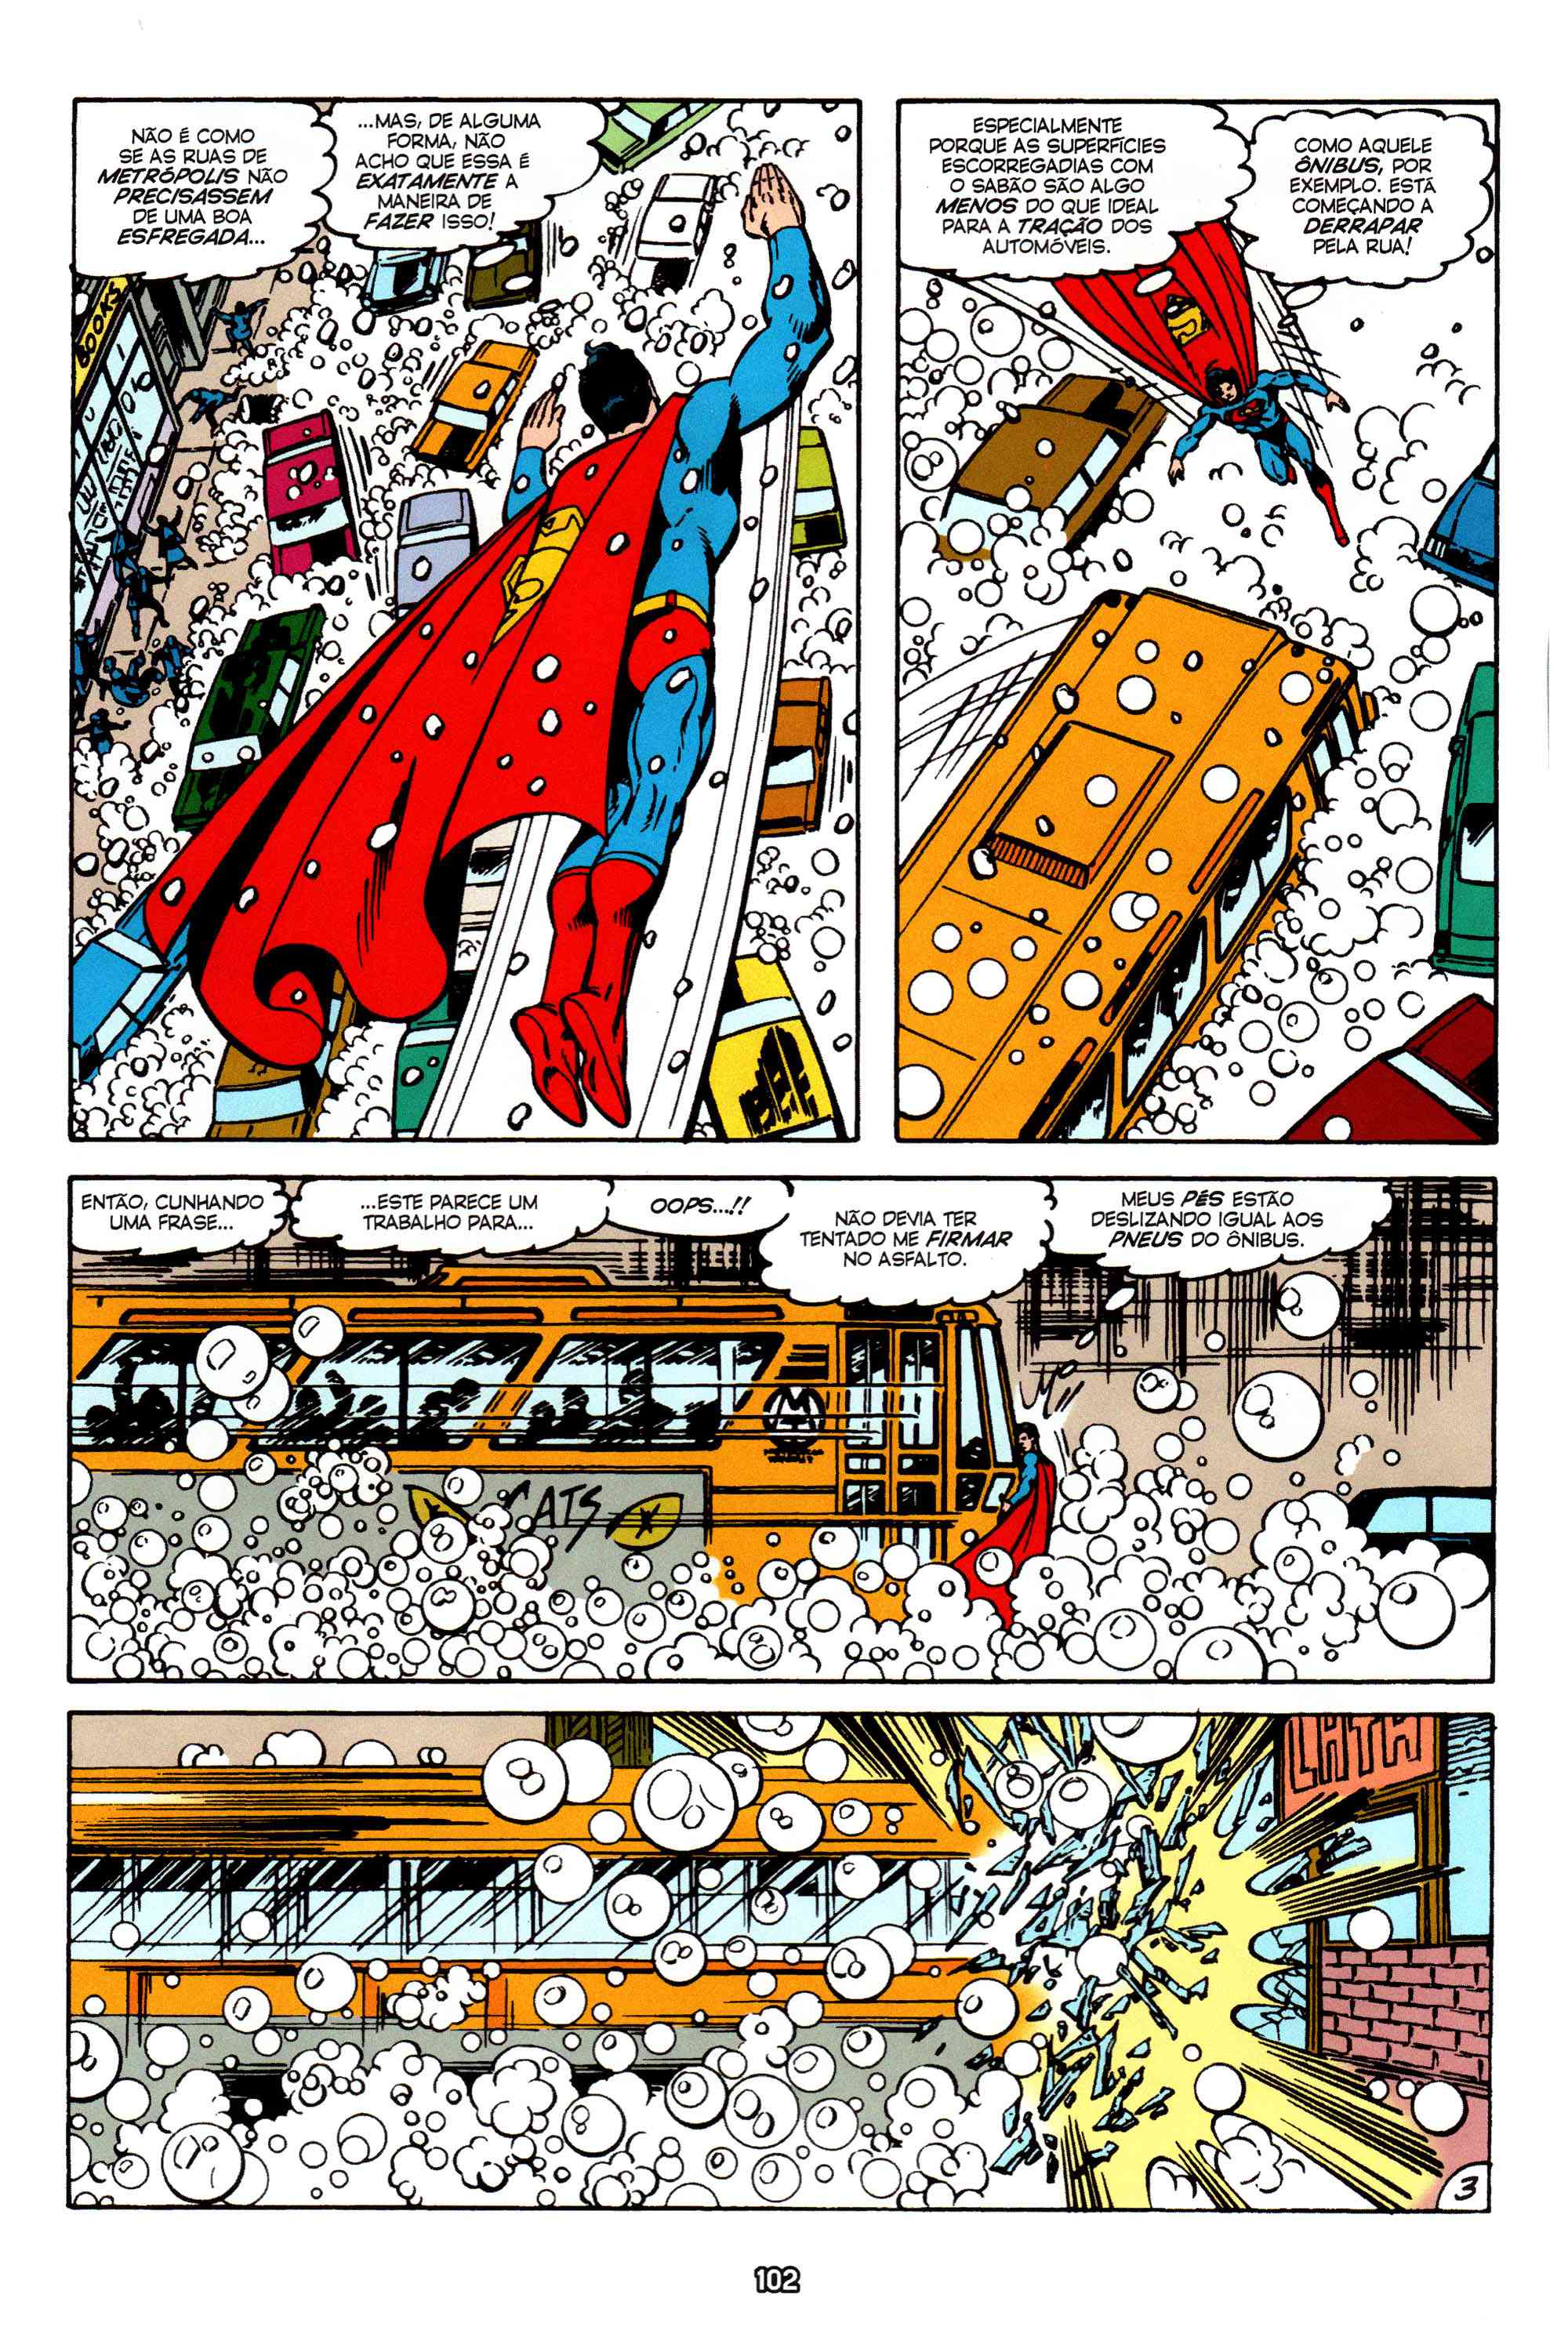 NÃO É COMO
SE AS RUAS DE
METRÓPOLIS NÃO
PRECISASSEM
DE UMA BOA
ESFREGADA...
...MAS, DE ALGUMA
FORMA, NÃO
ACHO QUE ESSA É
EXATAMENTE A
MANEIRA DE
FAZER ISSO!
BOOKS
ESPECIALMENTE
PORQUE AS SUPERFÍCIES
ESCORREGADIAS COM
O SABÃO SÃO ALGO
MENOS DO QUE IDEAL
PARA A TRAÇÃO DOS
AUTOMÓVEIS.
COMO AQUELE
ÔNIBUS, POR
EXEMPLO. ESTÁ
COMEÇANDO A
DERRAPAR
PELA RUA!
ENTÃO, CUNHANDO
UMA FRASE...
...ESTE PARECE UM
TRABALHO PARA...
OOPS...!!
NÃO DEVIA TER
TENTADO ME FIRMAR
NO ASFALTO.
MEUS PÉS ESTÃO
DESLIZANDO IGUAL AOS
PNEUS DO ÔNIBUS.
M
CATS
LATA
3
102